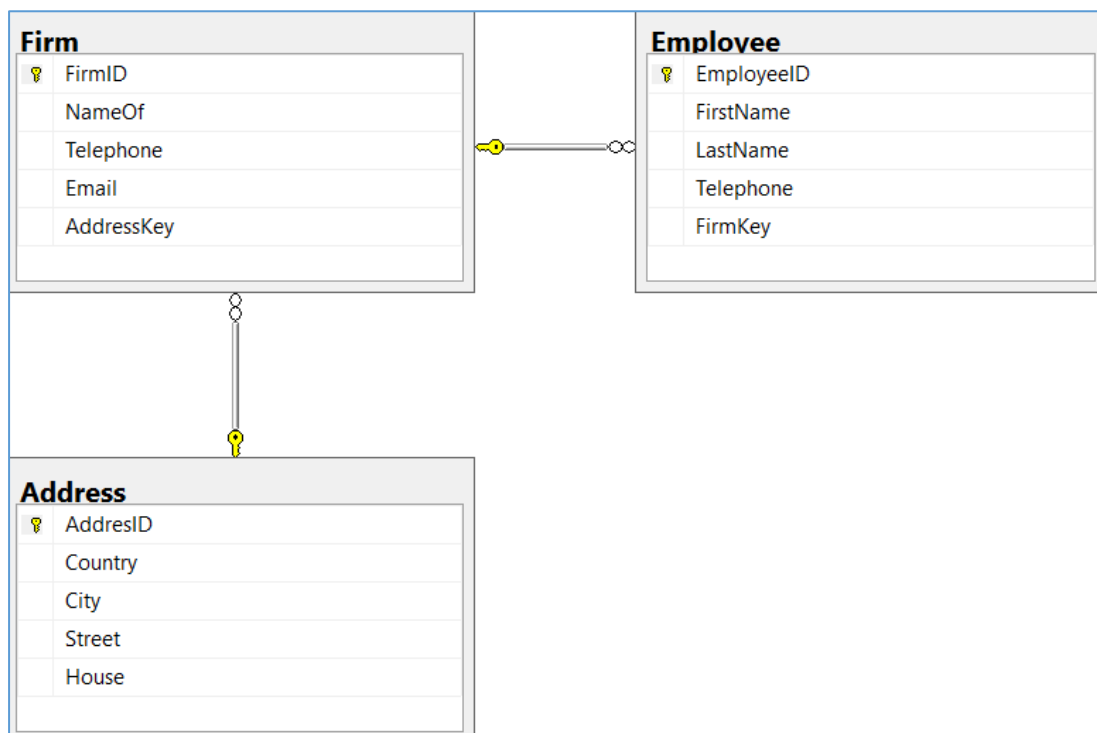 Firm
FirmID
NameOf
Telephone
Email
AddressKey
Employee
EmployeeID
FirstName
LastName
Telephone
FirmKey
Address
AddresID
Country
City
Street
House